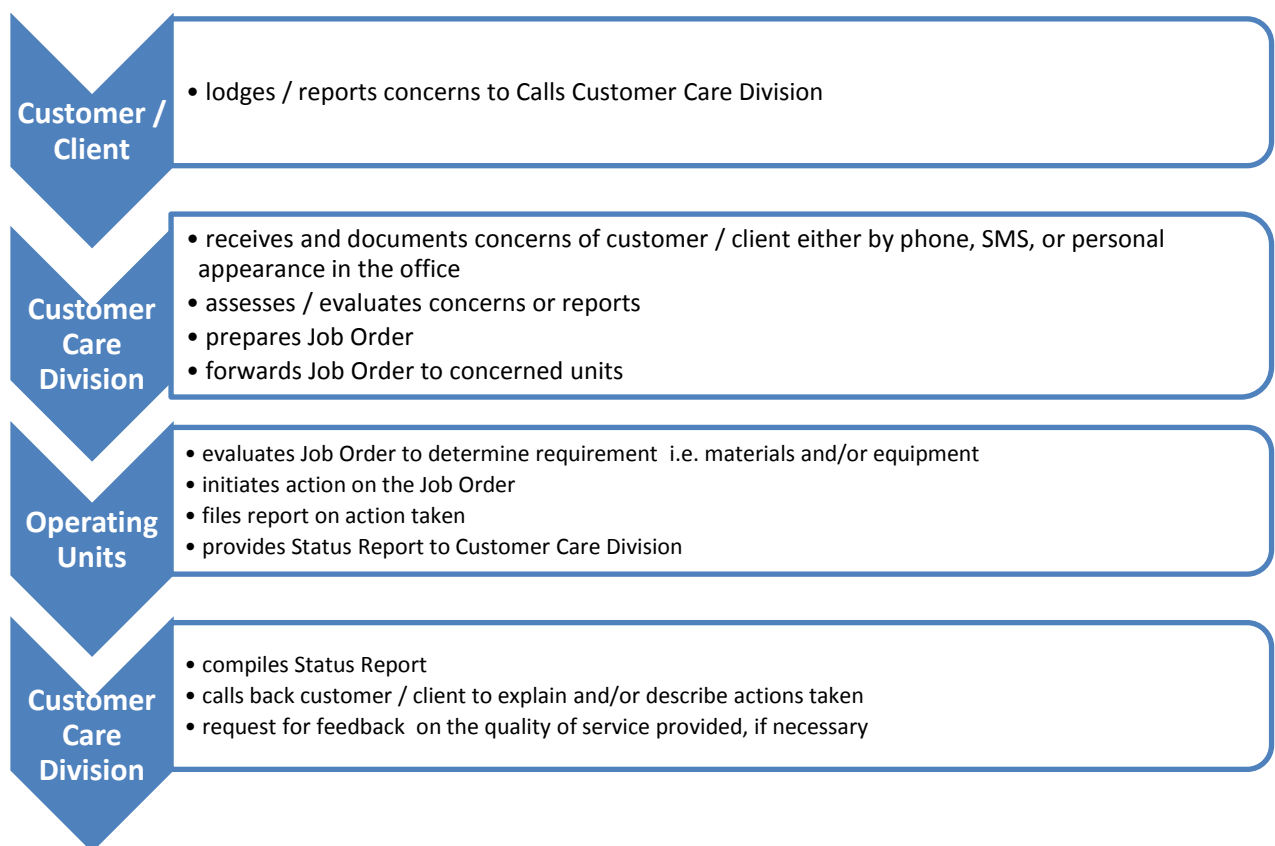 Customer /
Client
• lodges / reports concerns to Calls Customer Care Division
Customer
Care
Division
• receives and documents concerns of customer / client either by phone, SMS, or personal
appearance in the office
• assesses / evaluates concerns or reports
• prepares Job Order
• forwards Job Order to concerned units
Operating
Units
• evaluates Job Order to determine requirement i.e. materials and/or equipment
• initiates action on the Job Order
• files report on action taken
• provides Status Report to Customer Care Division
Customer
Care
Division
• compiles Status Report
• calls back customer / client to explain and/or describe actions taken
• request for feedback on the quality of service provided, if necessary